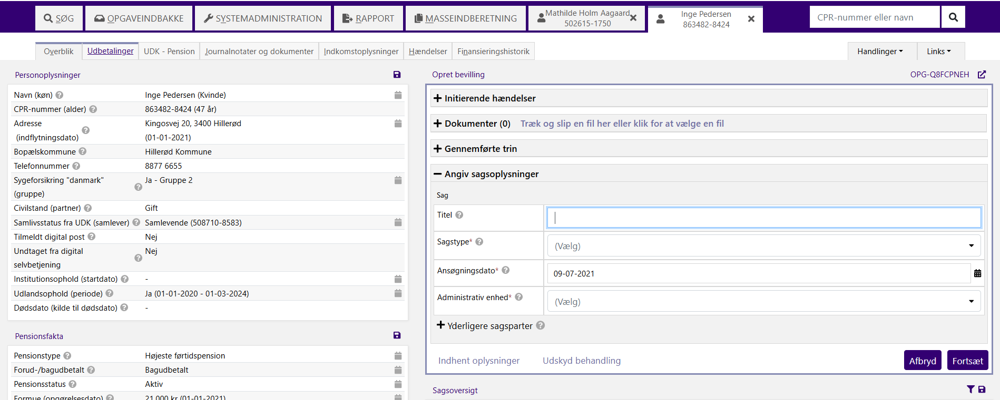 SØG
OPGAVEINDBAKKE
SYSTEMADMINISTRATION
RAPPORT
MASSEINDBERETNING
Mathilde Holm Aagaard
502615-1750
Inge Pedersen
863482-8424
CPR-nummer eller navn
Overblik
Udbetalinger
UDK - Pension
Journalnotater og dokumenter
Indkomstoplysninger
Hændelser
Finansieringshistorik
Handlinger
Links
Personoplysninger
Navn (køn) Inge Pedersen (Kvinde)
CPR-nummer (alder) 863482-8424 (47 år)
Adresse Kingosvej 20, 3400 Hillerød
(indflytningsdato) (01-01-2021)
Bopælskommune Hillerød Kommune
Telefonnummer 8877 6655
Sygeforsikring "danmark" Ja - Gruppe 2
(gruppe)
Civilstand (partner) Gift
Samlivsstatus fra UDK (samlever) Samlevende (508710-8583)
Tilmeldt digital post Nej
Undtaget fra digital Nej
selvbetjening
Institutionsophold (startdato) -
Udlandsophold (periode) Ja (01-01-2020 - 01-03-2024)
Dødsdato (kilde til dødsdato) -
Pensionsfakta
Pensionstype Højeste førtidspension
Forud-/bagudbetalt Bagudbetalt
Pensionsstatus Aktiv
Formue (opgørelsesdato) 21.000 kr (01-01-2021)
Opret bevilling
OPG-Q8FCPNEH
Initierende hændelser
Dokumenter (0) Træk og slip en fil her eller klik for at vælge en fil
Gennemførte trin
Angiv sagsoplysninger
Sag
Titel
Sagstype* (Vælg)
Ansøgningsdato* 09-07-2021
Administrativ enhed* (Vælg)
Yderligere sagsparter
Indhent oplysninger
Udskyd behandling
Afbryd
Fortsæt
Sagsoversigt